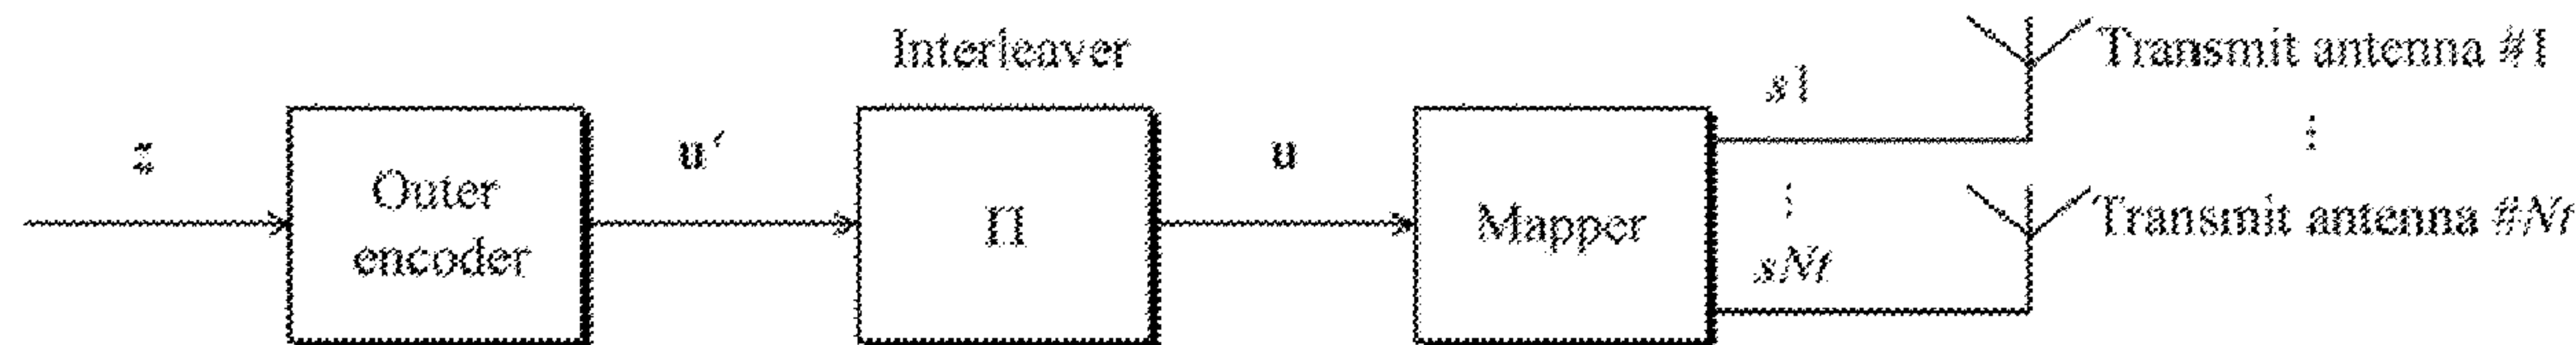 Interleaver
s1
Transmit antenna #1
⋮
z
Outer
encoder
u′
Π
u
Mapper
⋮
sNt
Transmit antenna #Nt